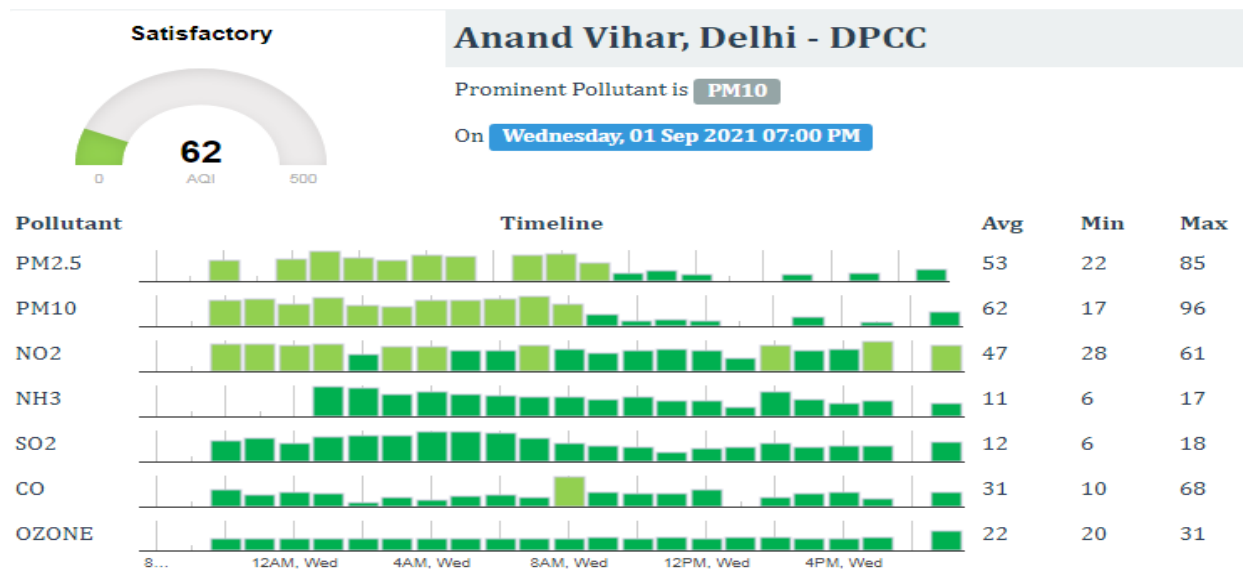 Satisfactory
Anand Vihar, Delhi - DPCC
Prominent Pollutant is PM10
On Wednesday, 01 Sep 2021 07:00 PM
62
0 AQI 500
Pollutant Timeline Avg Min Max
PM2.5 53 22 85
PM10 62 17 96
NO2 47 28 61
NH3 11 6 17
SO2 12 6 18
CO 31 10 68
OZONE 22 20 31
8... 12AM, Wed 4AM, Wed 8AM, Wed 12PM, Wed 4PM, Wed